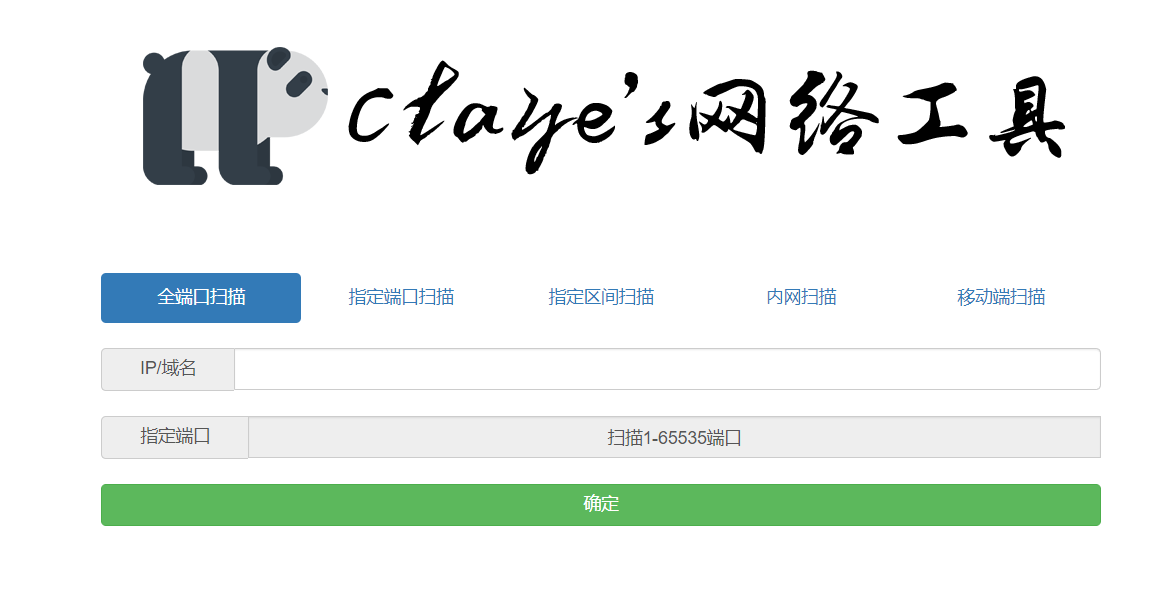 Claye's网络工具
全端口扫描 指定端口扫描 指定区间扫描 内网扫描 移动端扫描
IP/域名
指定端口 扫描1-65535端口
确定